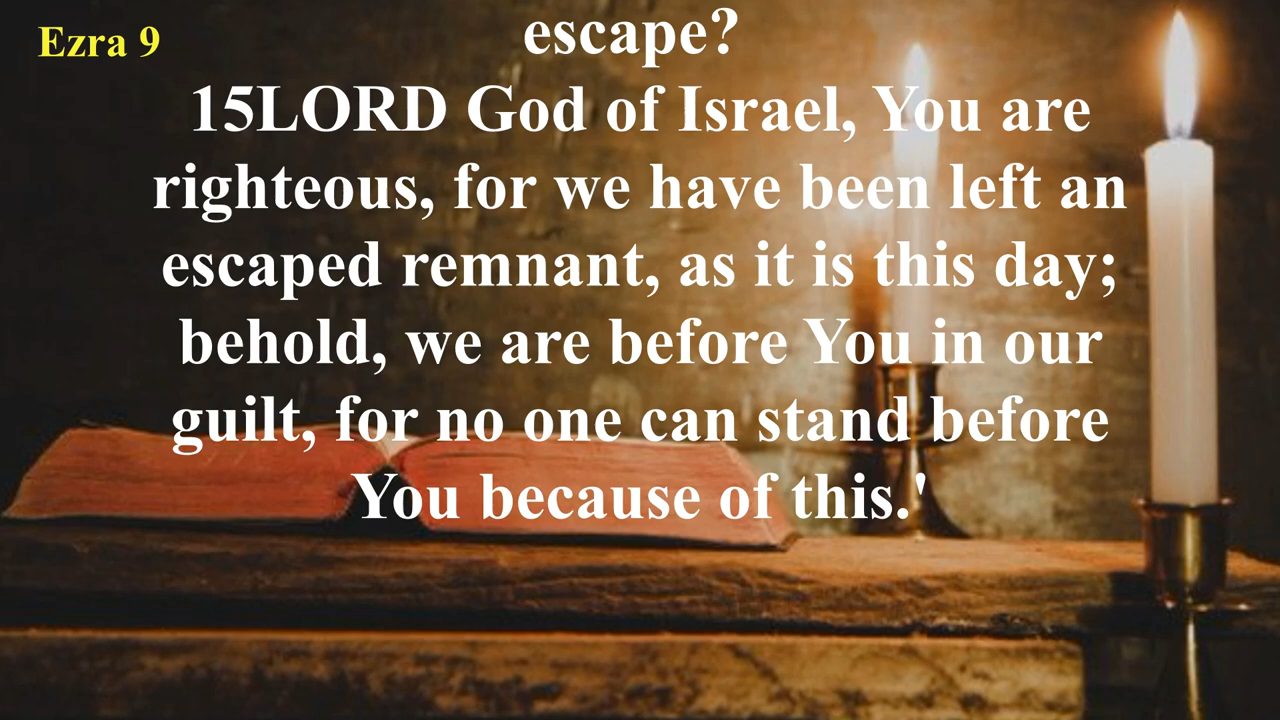 Ezra 9
escape?
15LORD God of Israel, You are
righteous, for we have been left an
escaped remnant, as it is this day;
behold, we are before You in our
guilt, for no one can stand before
You because of this.'